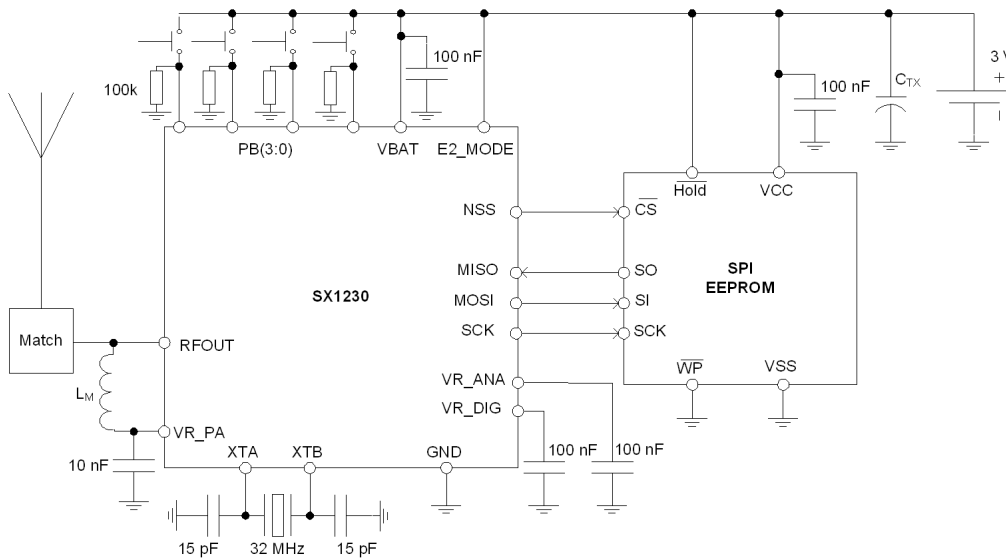 3 V
+
100 nF
100 nF
C_TX
100k
PB(3:0)
VBAT
E2_MODE
Hold
VCC
NSS
CS
MISO
SO
SX1230
SPI
EEPROM
MOSI
SI
SCK
SCK
Match
RFOUT
VR_ANA
WP
VSS
L_M
VR_DIG
VR_PA
XTA
XTB
GND
10 nF
100 nF
100 nF
15 pF
32 MHz
15 pF